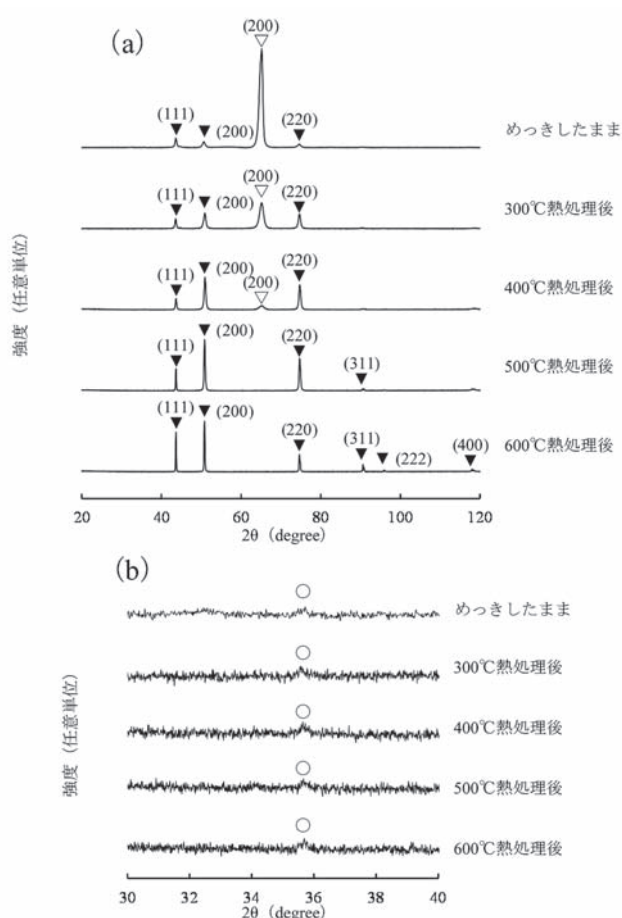 (a)
(200)
(111)
(200)
(220)
めっきしたまま
(111)
(200)
(200)
(220)
300℃熱処理後
(111)
(200)
(200)
(220)
400℃熱処理後
(111)
(200)
(220)
(311)
500℃熱処理後
(111)
(200)
(220)
(311)
(222)
(400)
600℃熱処理後
強度（任意単位）
20 40 60 80 100 120
2θ（degree）
(b)
めっきしたまま
300℃熱処理後
400℃熱処理後
500℃熱処理後
600℃熱処理後
強度（任意単位）
30 32 34 36 38 40
2θ（degree）